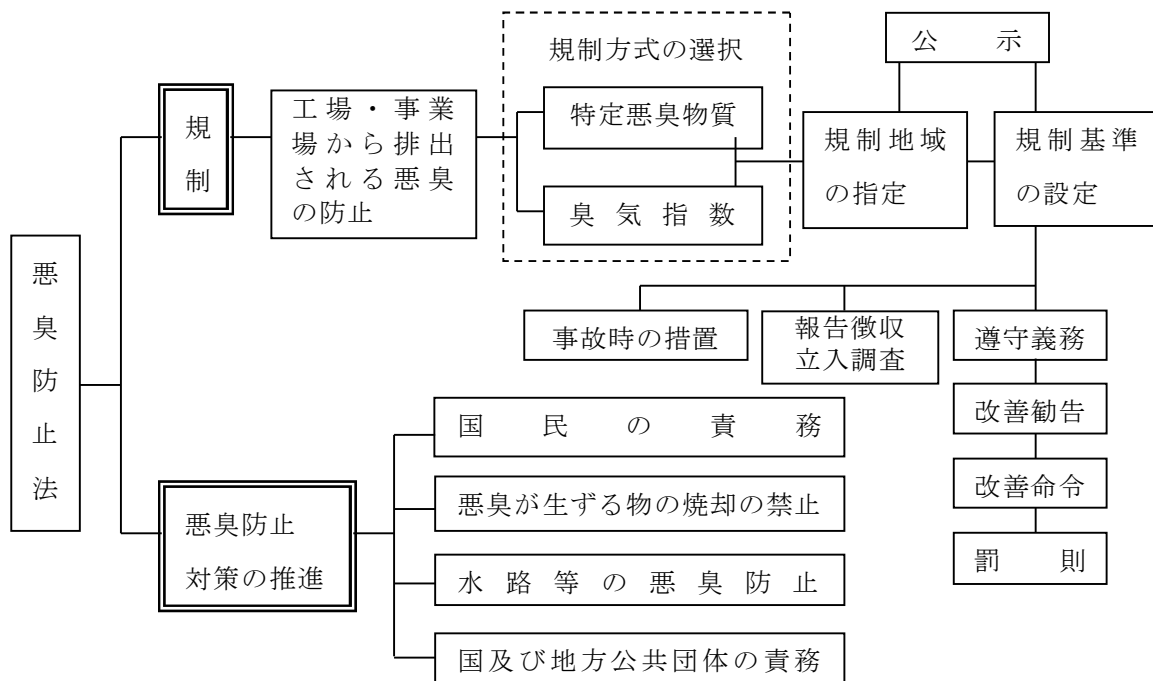 公示
規制方式の選択
規制
工場・事業
場から排出
される悪臭
の防止
特定悪臭物質
臭気指数
規制地域
の指定
規制基準
の設定
悪臭防止法
事故時の措置
報告徴収
立入調査
遵守義務
改善勧告
改善命令
罰則
悪臭防止
対策の推進
国民の責務
悪臭が生ずる物の焼却の禁止
水路等の悪臭防止
国及び地方公共団体の責務